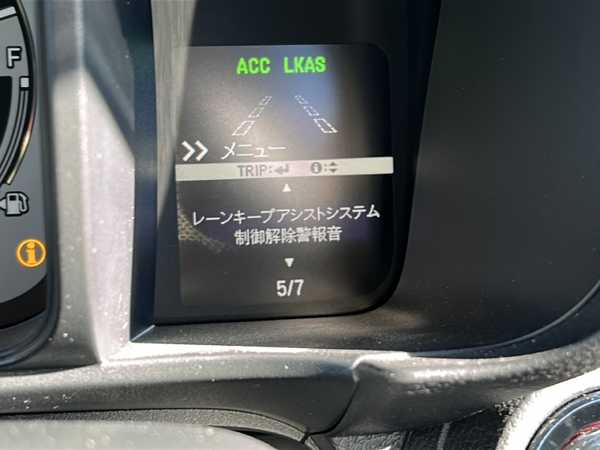 F
ACC LKAS
メニュー
TRIP:↵ i:
レーンキープアシストシステム
制御解除警報音
5/7
i